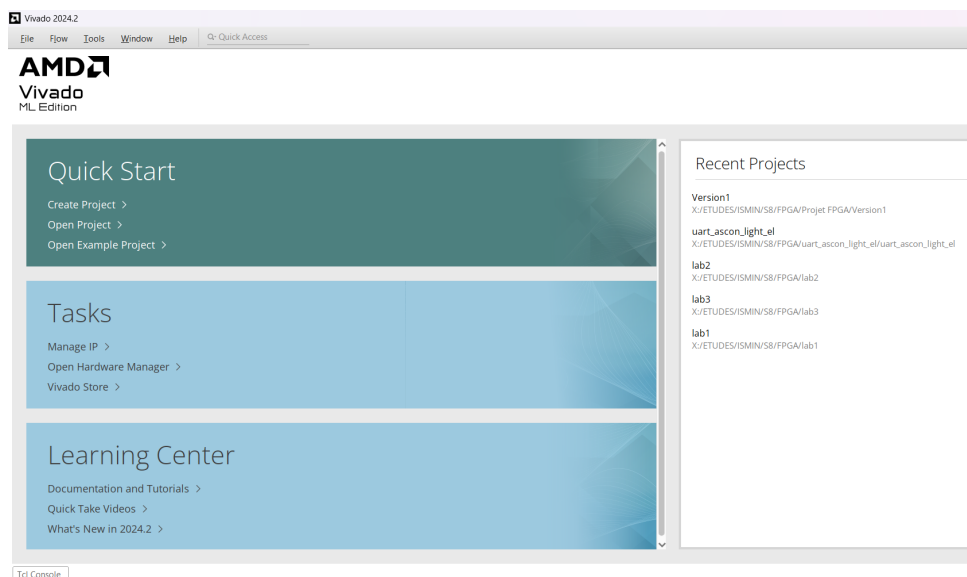 Vivado 2024.2
File Flow Tools Window Help Quick Access
AMD
Vivado
ML Edition
Quick Start
Create Project >
Open Project >
Open Example Project >
Tasks
Manage IP >
Open Hardware Manager >
Vivado Store >
Learning Center
Documentation and Tutorials >
Quick Take Videos >
What's New in 2024.2 >
Recent Projects
Version1
X:/ETUDES/ISMIN/S8/FPGA/Projet FPGA/Version1
uart_ascon_light_el
X:/ETUDES/ISMIN/S8/FPGA/uart_ascon_light_el/uart_ascon_light_el
lab2
X:/ETUDES/ISMIN/S8/FPGA/lab2
lab3
X:/ETUDES/ISMIN/S8/FPGA/lab3
lab1
X:/ETUDES/ISMIN/S8/FPGA/lab1
Tcl Console